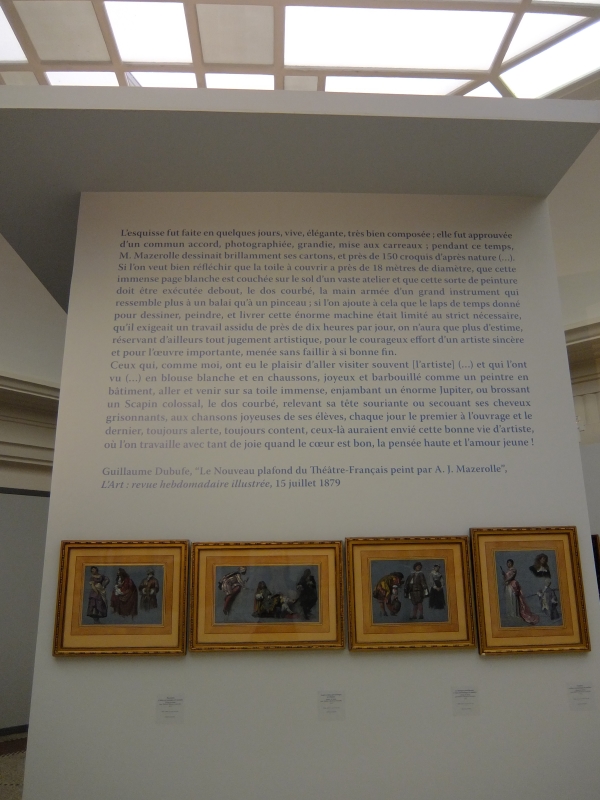 L'esquisse fut faite en quelques jours, vive, élégante, très bien composée ; elle fut approuvée
d'un commun accord, photographiée, grandie, mise aux carreaux ; pendant ce temps,
M. Mazerolle dessinait brillamment ses cartons, et près de 150 croquis d'après nature (...).
Si l'on veut bien réfléchir que la toile à couvrir a près de 18 mètres de diamètre, que cette
immense page blanche est couchée sur le sol d'un vaste atelier et que cette sorte de peinture
doit être exécutée debout, le dos courbé, la main armée d'un grand instrument qui
ressemble plus à un balai qu'à un pinceau ; si l'on ajoute à cela que le laps de temps donné
pour dessiner, peindre, et livrer cette énorme machine était limité au strict nécessaire,
qu'il exigeait un travail assidu de près de dix heures par jour, on n'aura que plus d'estime,
réservant d'ailleurs tout jugement artistique, pour le courageux effort d'un artiste sincère
et pour l'œuvre importante, menée sans faillir à si bonne fin.
Ceux qui, comme moi, ont eu le plaisir d'aller visiter souvent [l'artiste] (...) et qui l'ont
vu (...) en blouse blanche et en chaussons, joyeux et barbouillé comme un peintre en
bâtiment, aller et venir sur sa toile immense, enjambant un énorme Jupiter, ou brossant
un Scapin colossal, le dos courbé, relevant sa tête souriante ou secouant ses cheveux
grisonnants, aux chansons joyeuses de ses élèves, chaque jour le premier à l'ouvrage et le
dernier, toujours alerte, toujours content, ceux-là auraient envié cette bonne vie d'artiste,
où l'on travaille avec tant de joie quand le cœur est bon, la pensée haute et l'amour jeune !
Guillaume Dubufe, "Le Nouveau plafond du Théâtre-Français peint par A. J. Mazerolle",
L'Art : revue hebdomadaire illustrée, 15 juillet 1879